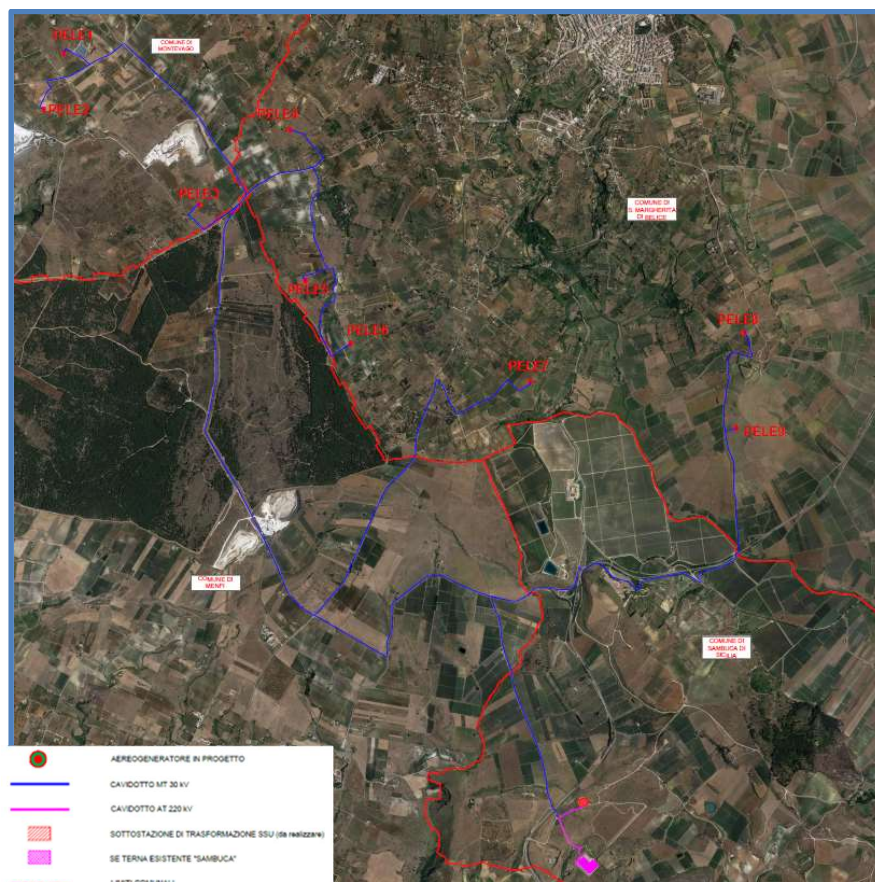 PELE1
COMUNE DI
MONTEVAGO
PELE2
PELE4
PELE3
COMUNE DI
S. MARGHERITA
DI BELICE
PELE5
PELE6
PELE8
PELE7
PELE9
COMUNE DI
MENFI
COMUNE DI
SAMBUCA DI
SICILIA
AEREOGENERATORE IN PROGETTO
CAVIDOTTO MT 30 kV
CAVIDOTTO AT 220 kV
SOTTOSTAZIONE DI TRASFORMAZIONE SSU (da realizzare)
SE TERNA ESISTENTE "SAMBUCA"